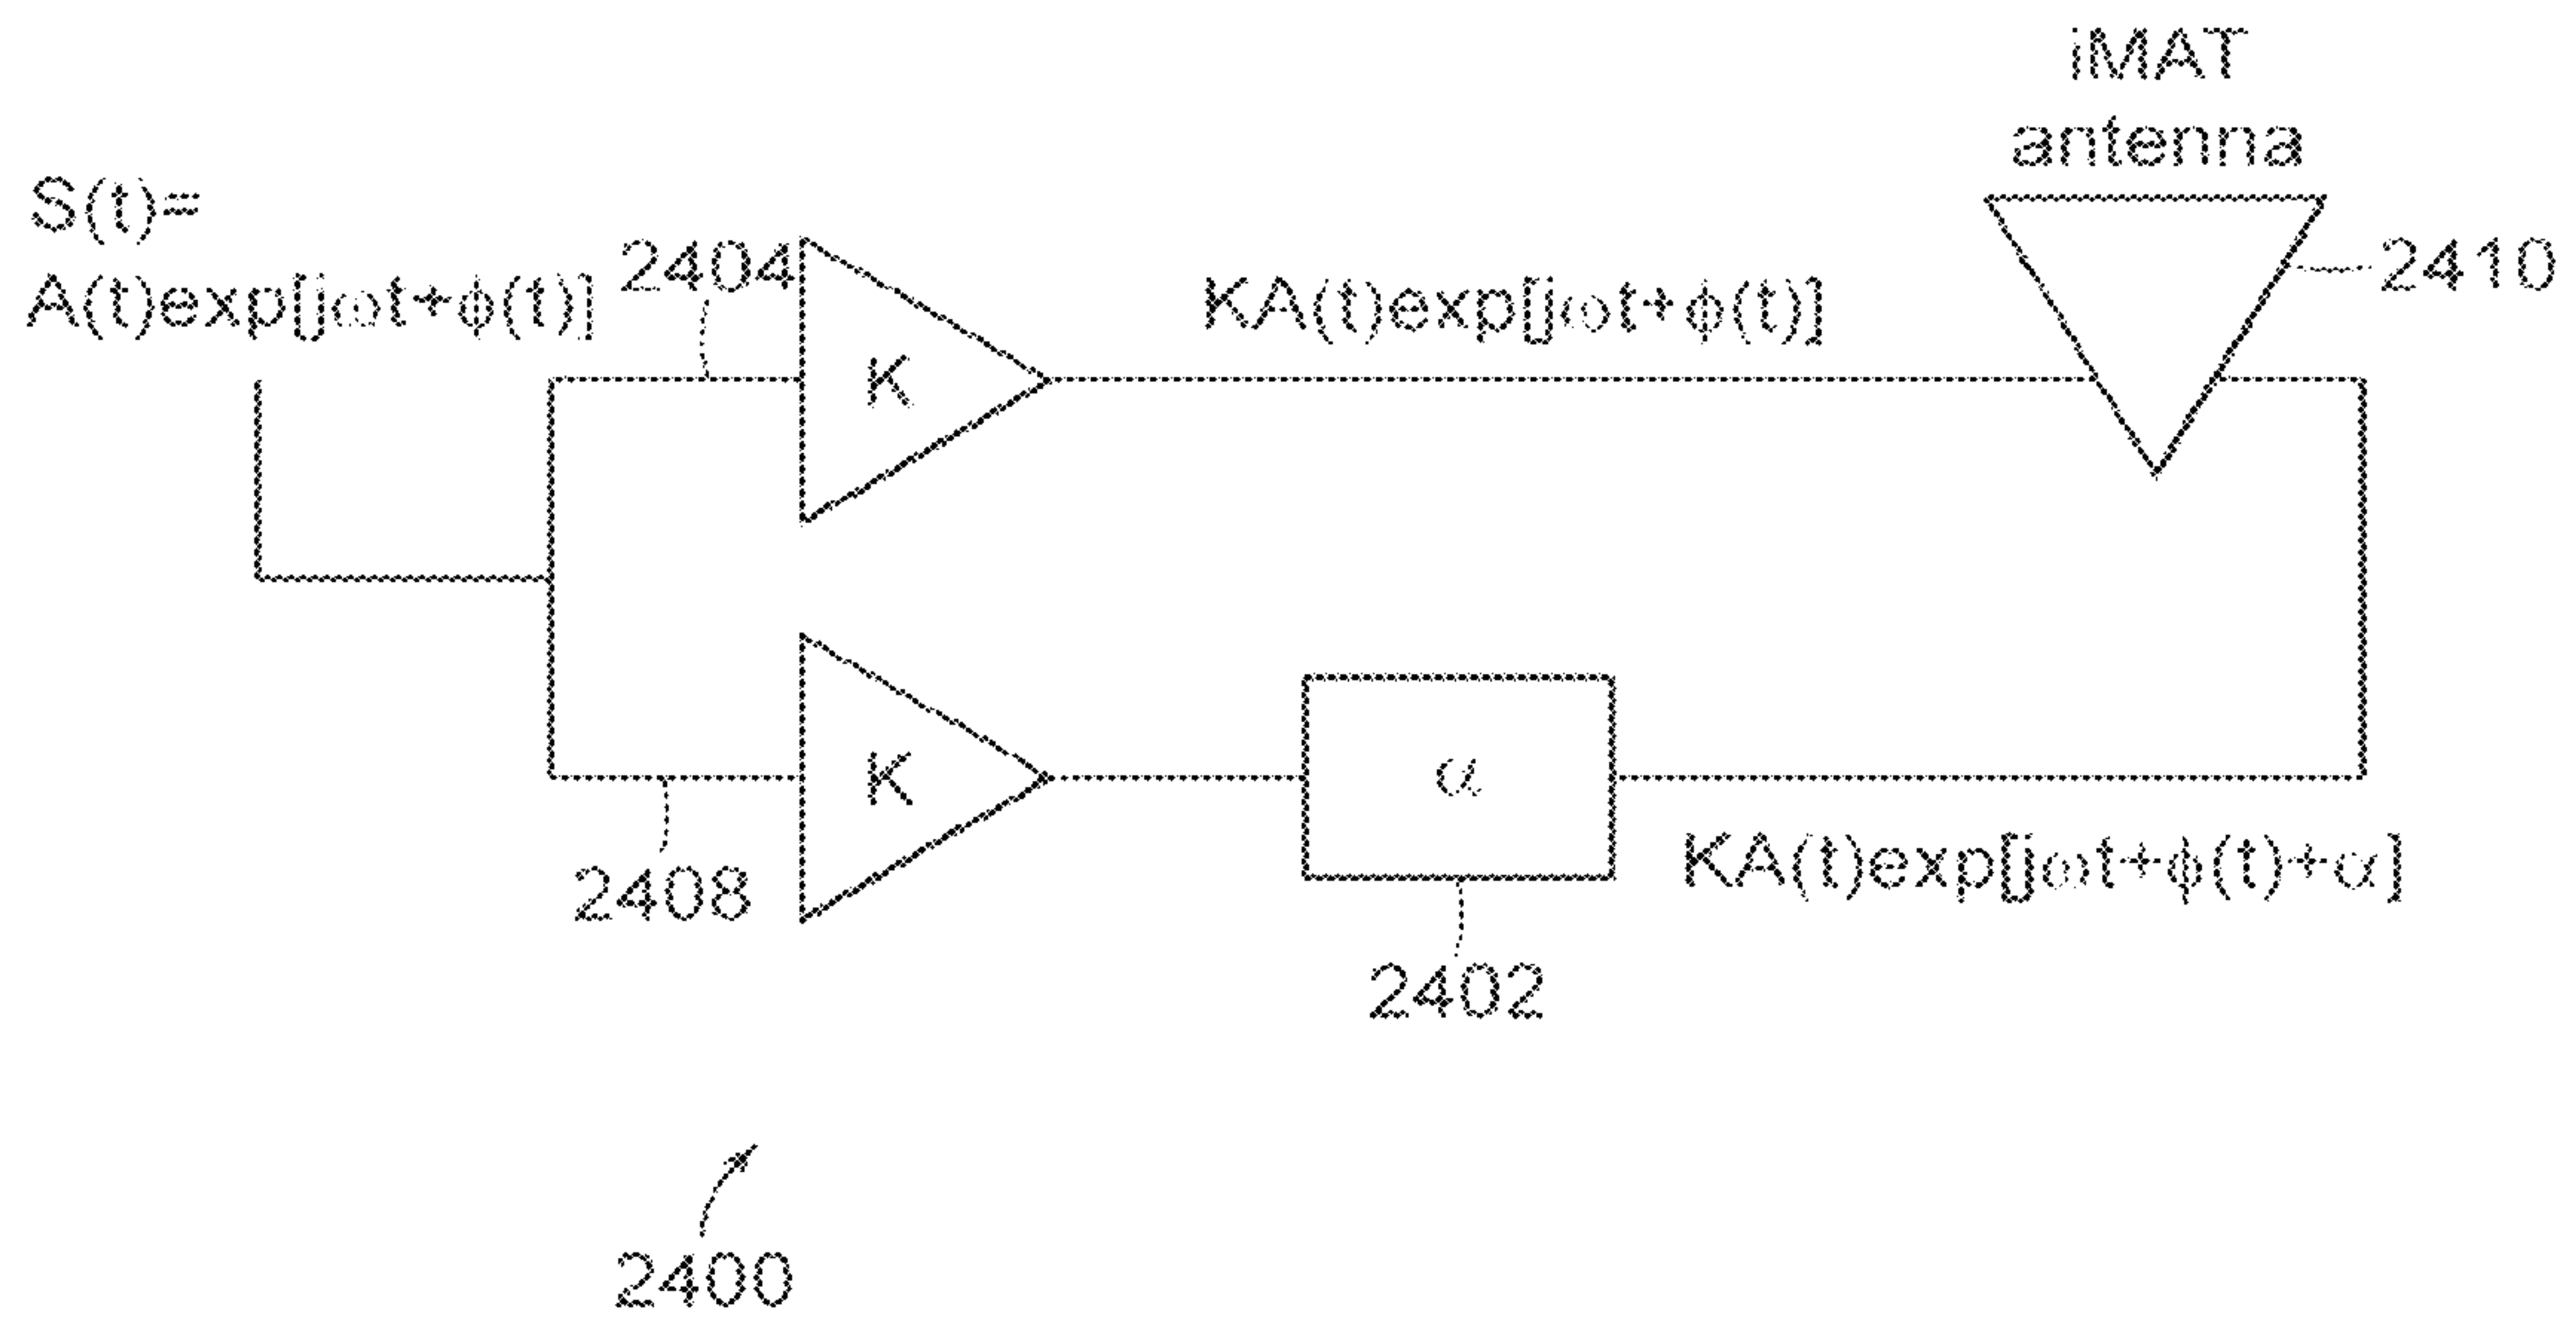 iMAT
antenna
S(t)=
A(t)exp[jωt+ϕ(t)]
2404
KA(t)exp[jωt+ϕ(t)]
2410
K
K
α
2408
KA(t)exp[jωt+ϕ(t)+α]
2402
2400